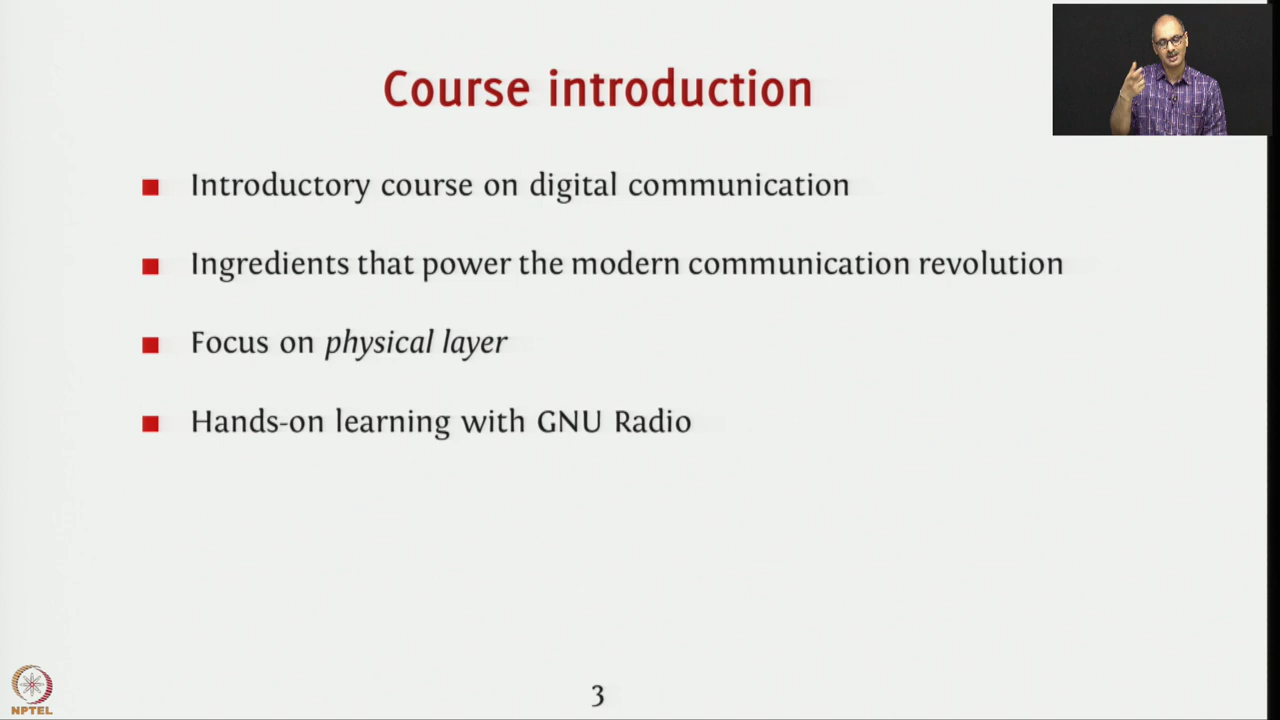 Course introduction
Introductory course on digital communication
Ingredients that power the modern communication revolution
Focus on physical layer
Hands-on learning with GNU Radio
NPTEL
3